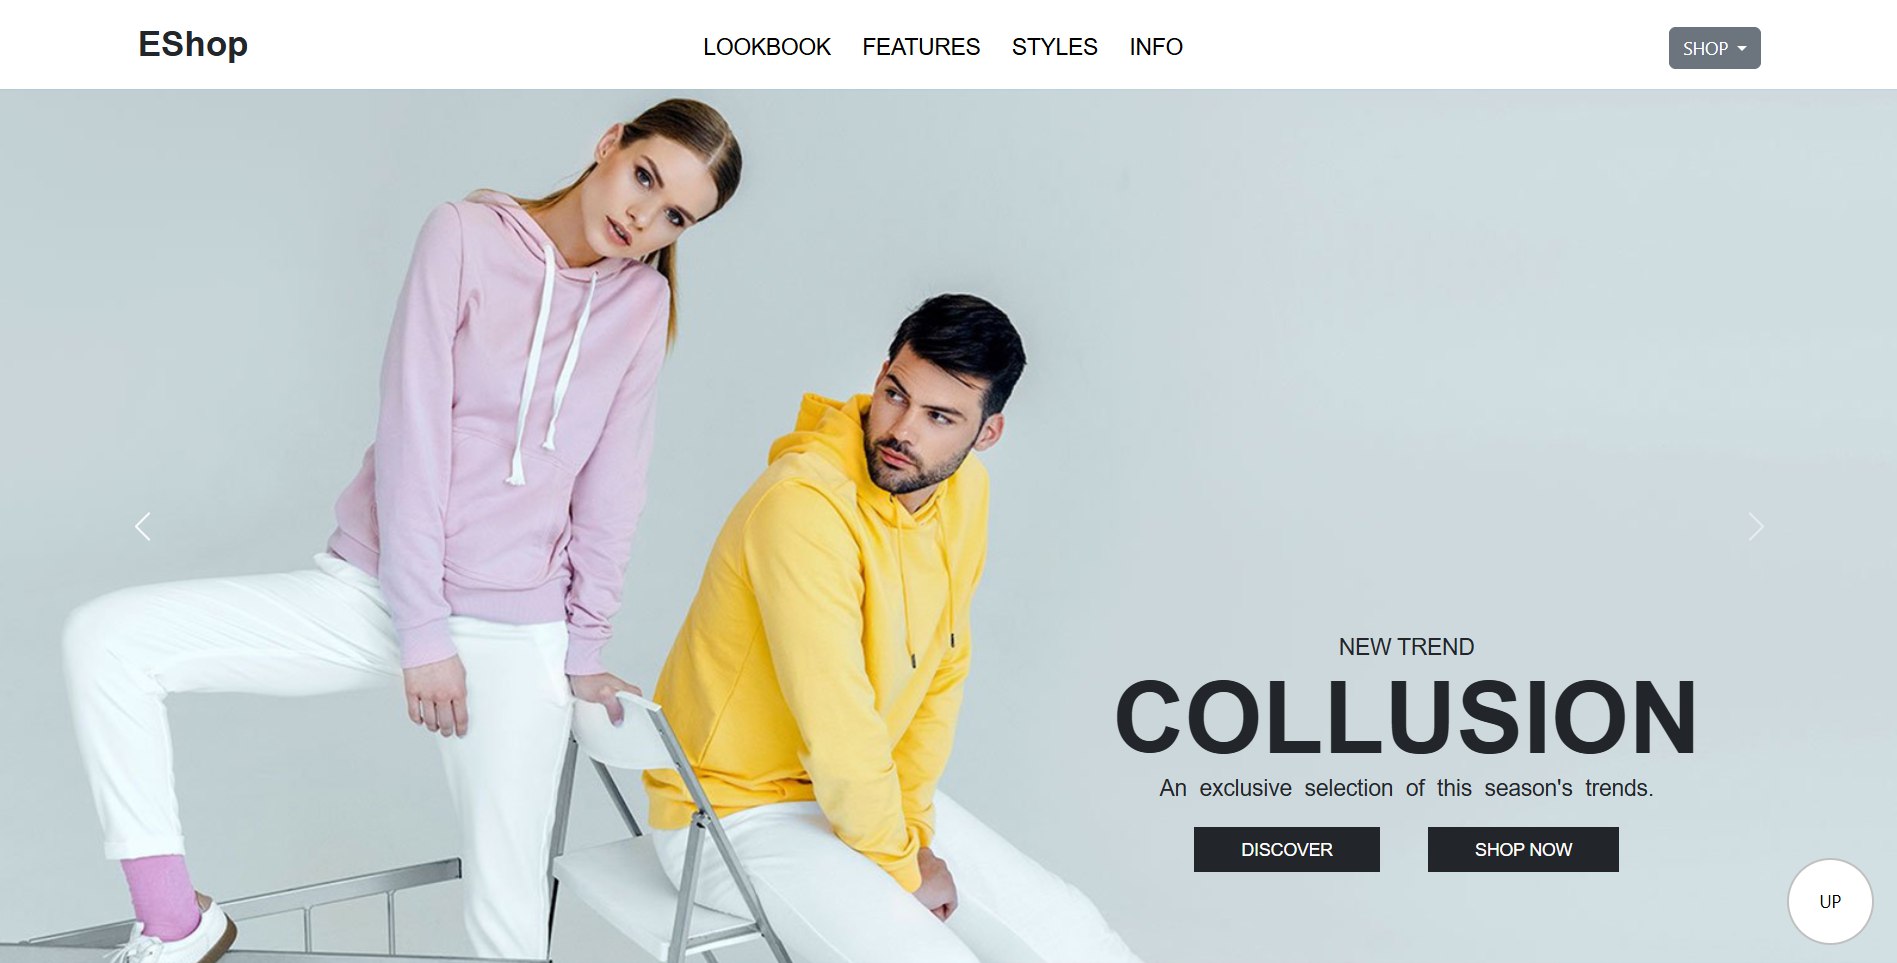 EShop
LOOKBOOK FEATURES STYLES INFO
SHOP
NEW TREND
COLLUSION
An exclusive selection of this season's trends.
DISCOVER SHOP NOW
UP